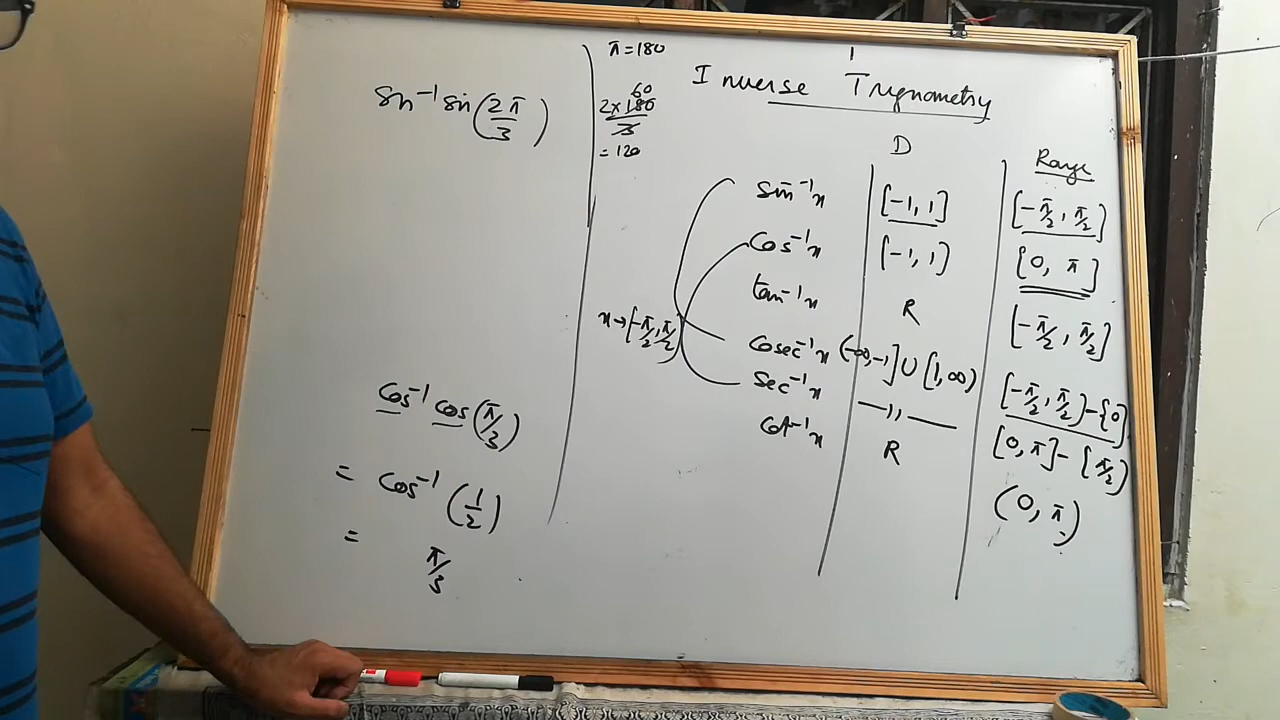 sin⁻¹ sin(2π/3)
cos⁻¹ cos(π/3)
= cos⁻¹(1/2)
= π/3
π = 180
60
2 × 180
3
= 120
x → [-π/2, π/2]
Inverse Trignometry
D Range
sin⁻¹x [-1, 1] [-π/2, π/2]
cos⁻¹x [-1, 1] [0, π]
tan⁻¹x R [-π/2, π/2]
cosec⁻¹x (-∞, -1] ∪ [1, ∞) [-π/2, π/2] - {0}
sec⁻¹x —11— [0, π] - {π/2}
cot⁻¹x R (0, π)